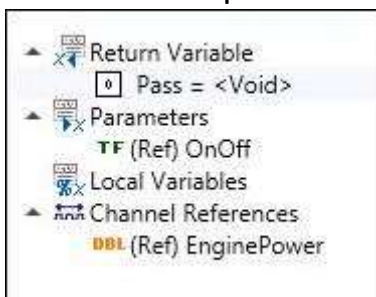 Return Variable
0 Pass = <Void>
Parameters
TF (Ref) OnOff
Local Variables
Channel References
DBL (Ref) EnginePower